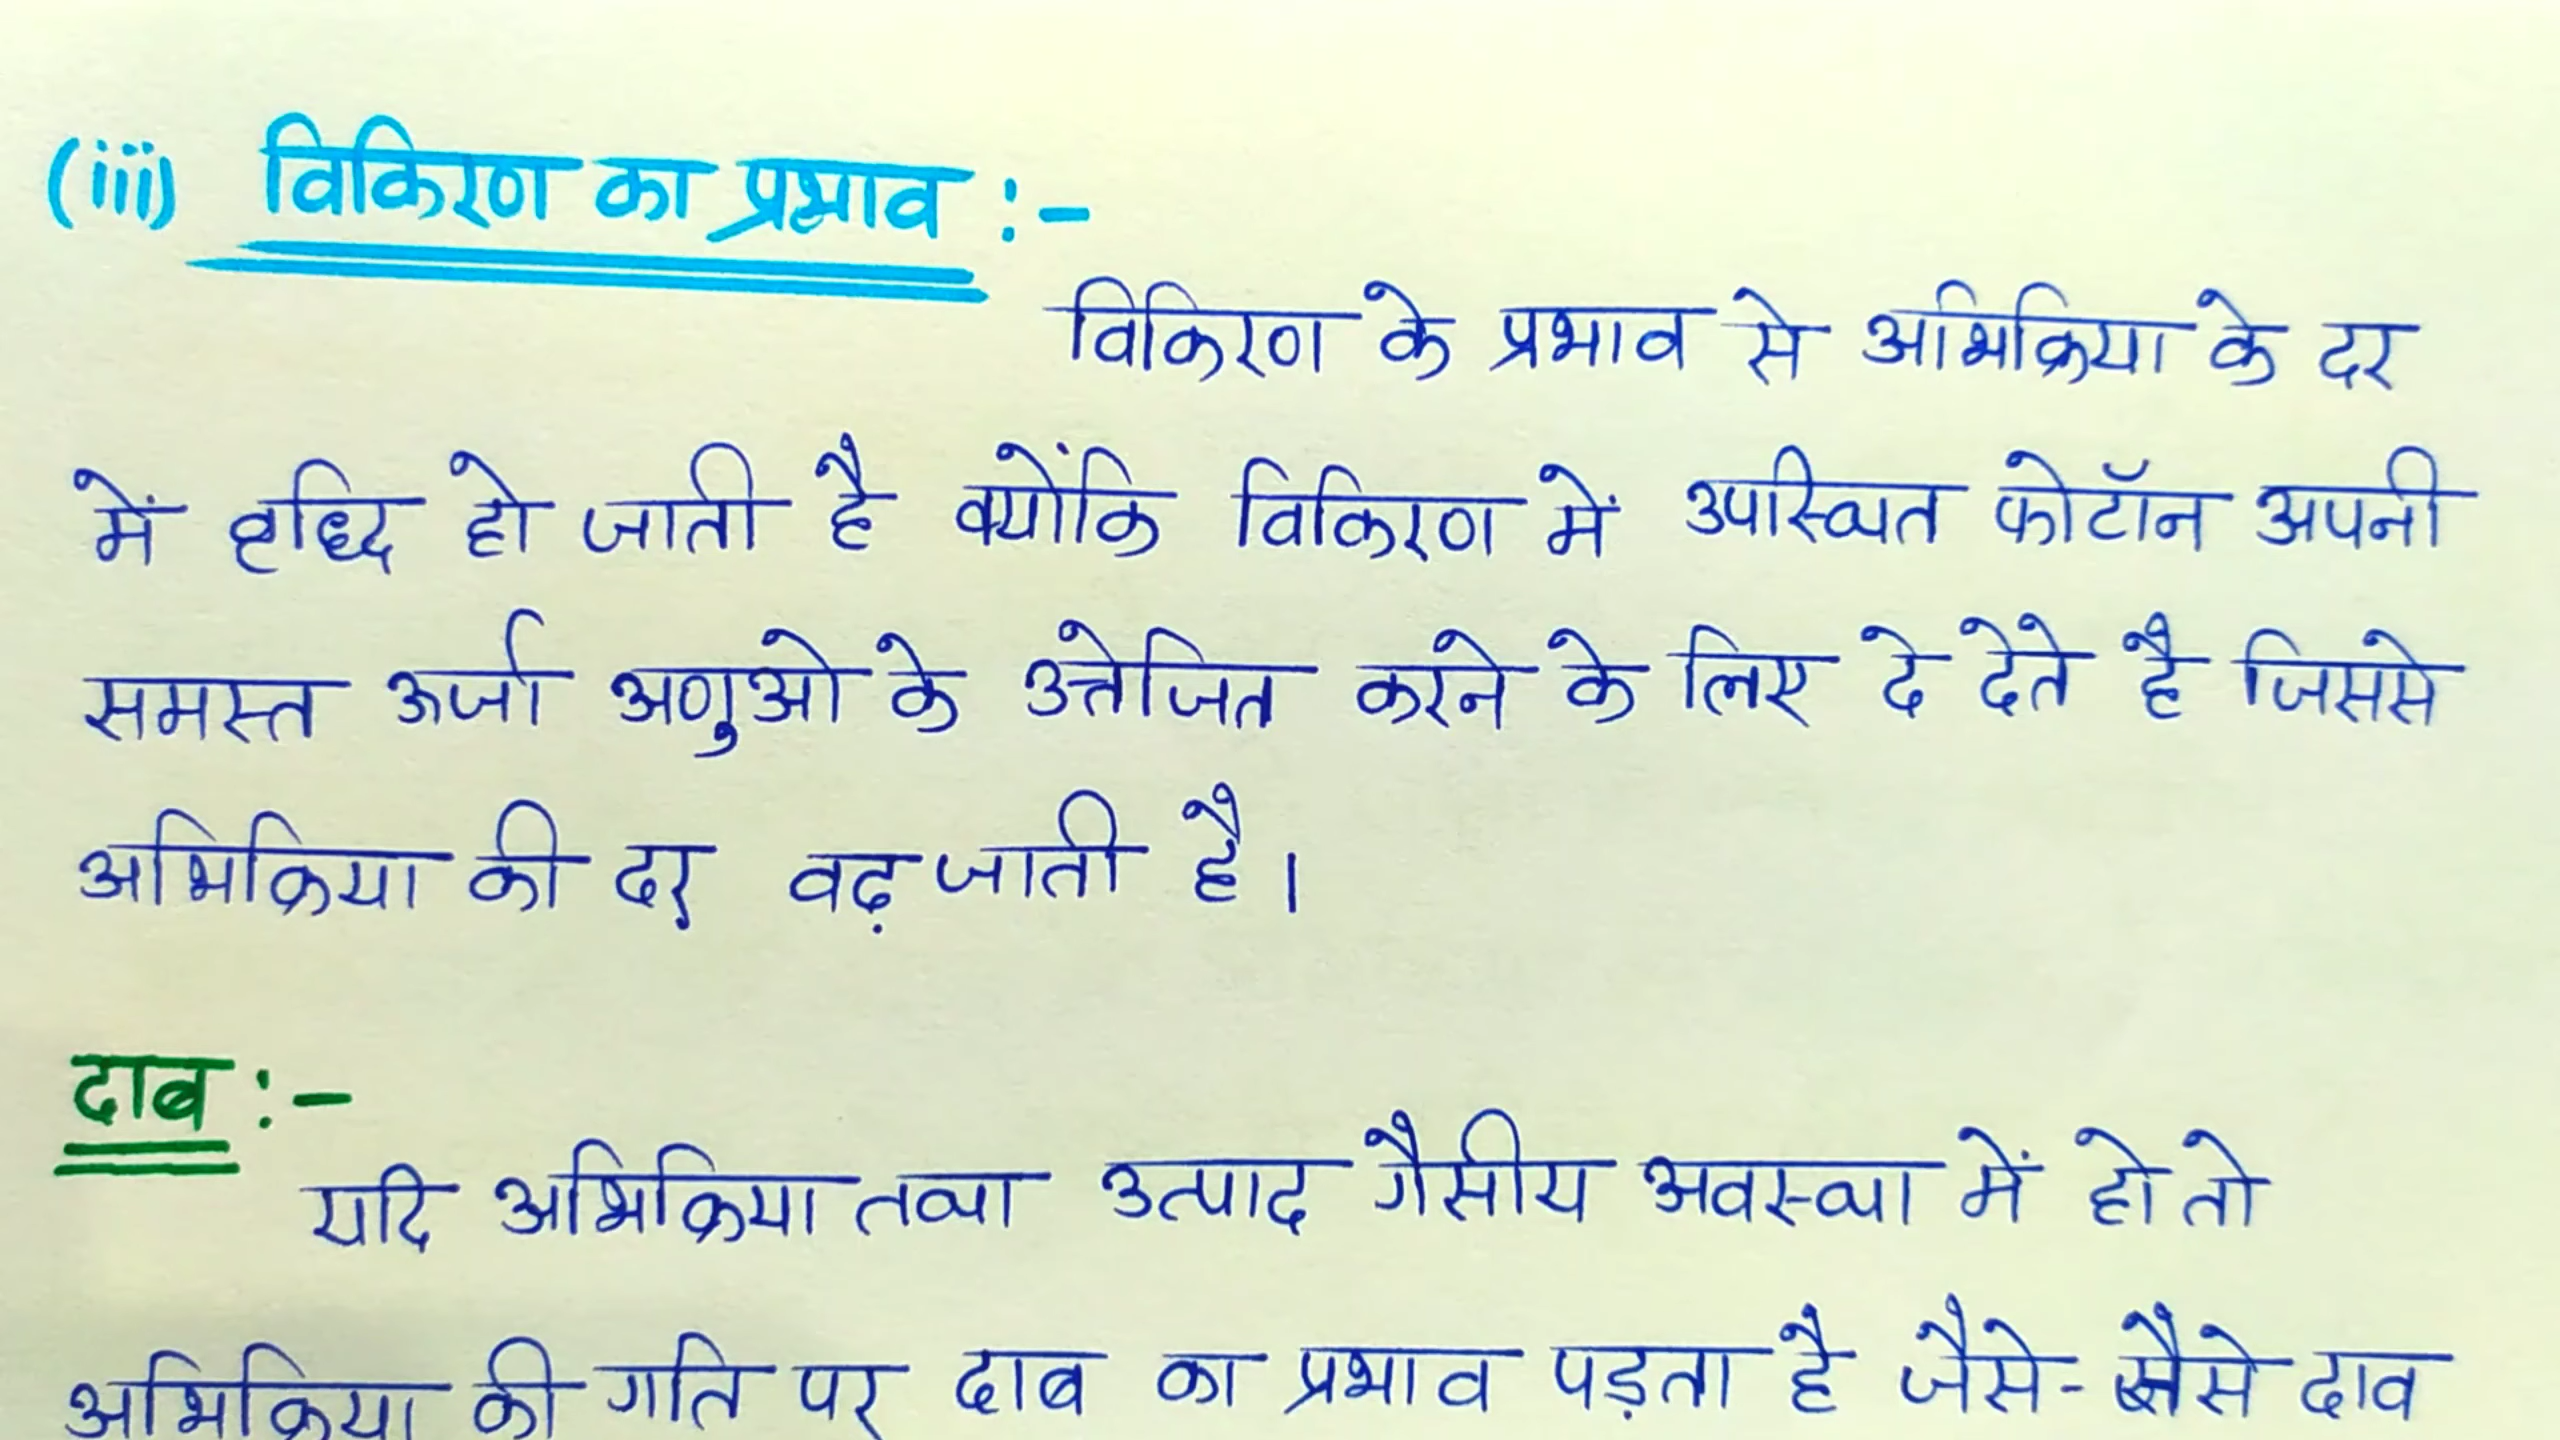 (iii) विकिरण का प्रभाव :-
विकिरण के प्रभाव से अभिक्रिया के दर
में वृद्धि हो जाती है क्योंकि विकिरण में उपस्थित फोटॉन अपनी
समस्त ऊर्जा अणुओ के उत्तेजित करने के लिए दे देते है जिससे
अभिक्रिया की दर वढ़ जाती है।
दाब :-
यदि अभिक्रिया तथा उत्पाद गैसीय अवस्था में हो तो
अभिक्रिया की गति पर दाब का प्रभाव पड़ता है जैसे-जैसे दाव